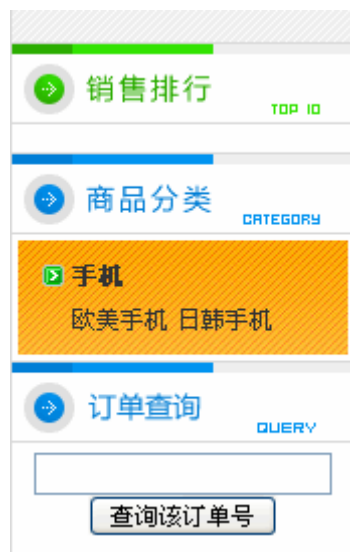 销售排行
TOP 10
商品分类
CATEGORY
手机
欧美手机 日韩手机
订单查询
QUERY
查询该订单号